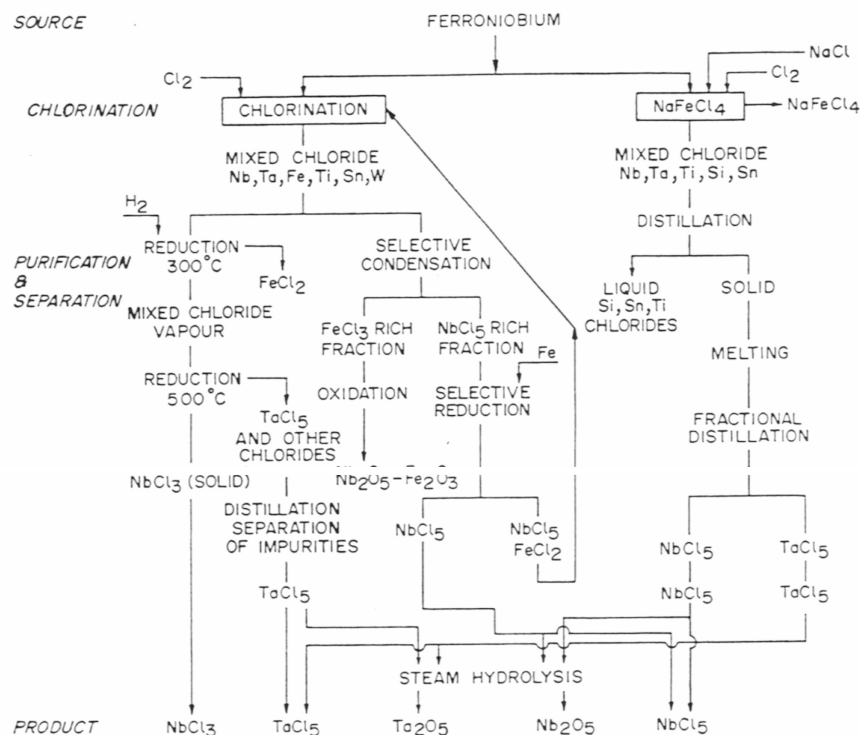 SOURCE
FERRONIOBIUM
NaCl
Cl2
Cl2
CHLORINATION
CHLORINATION
NaFeCl4
NaFeCl4
MIXED CHLORIDE
Nb,Ta,Fe,Ti,Sn,W
MIXED CHLORIDE
Nb,Ta,Ti,Si,Sn
H2
DISTILLATION
REDUCTION
300°C
SELECTIVE
CONDENSATION
PURIFICATION
&
SEPARATION
FeCl2
LIQUID
Si,Sn,Ti
CHLORIDES
SOLID
MIXED CHLORIDE
VAPOUR
FeCl3 RICH
FRACTION
NbCl5 RICH
FRACTION
Fe
MELTING
REDUCTION
500°C
OXIDATION
SELECTIVE
REDUCTION
TaCl5
AND OTHER
CHLORIDES
FRACTIONAL
DISTILLATION
NbCl3 (SOLID)
Nb2O5-Fe2O3
DISTILLATION
SEPARATION
OF IMPURITIES
NbCl5
NbCl5
FeCl2
NbCl5
TaCl5
TaCl5
NbCl5
TaCl5
STEAM HYDROLYSIS
PRODUCT
NbCl3
TaCl5
Ta2O5
Nb2O5
NbCl5